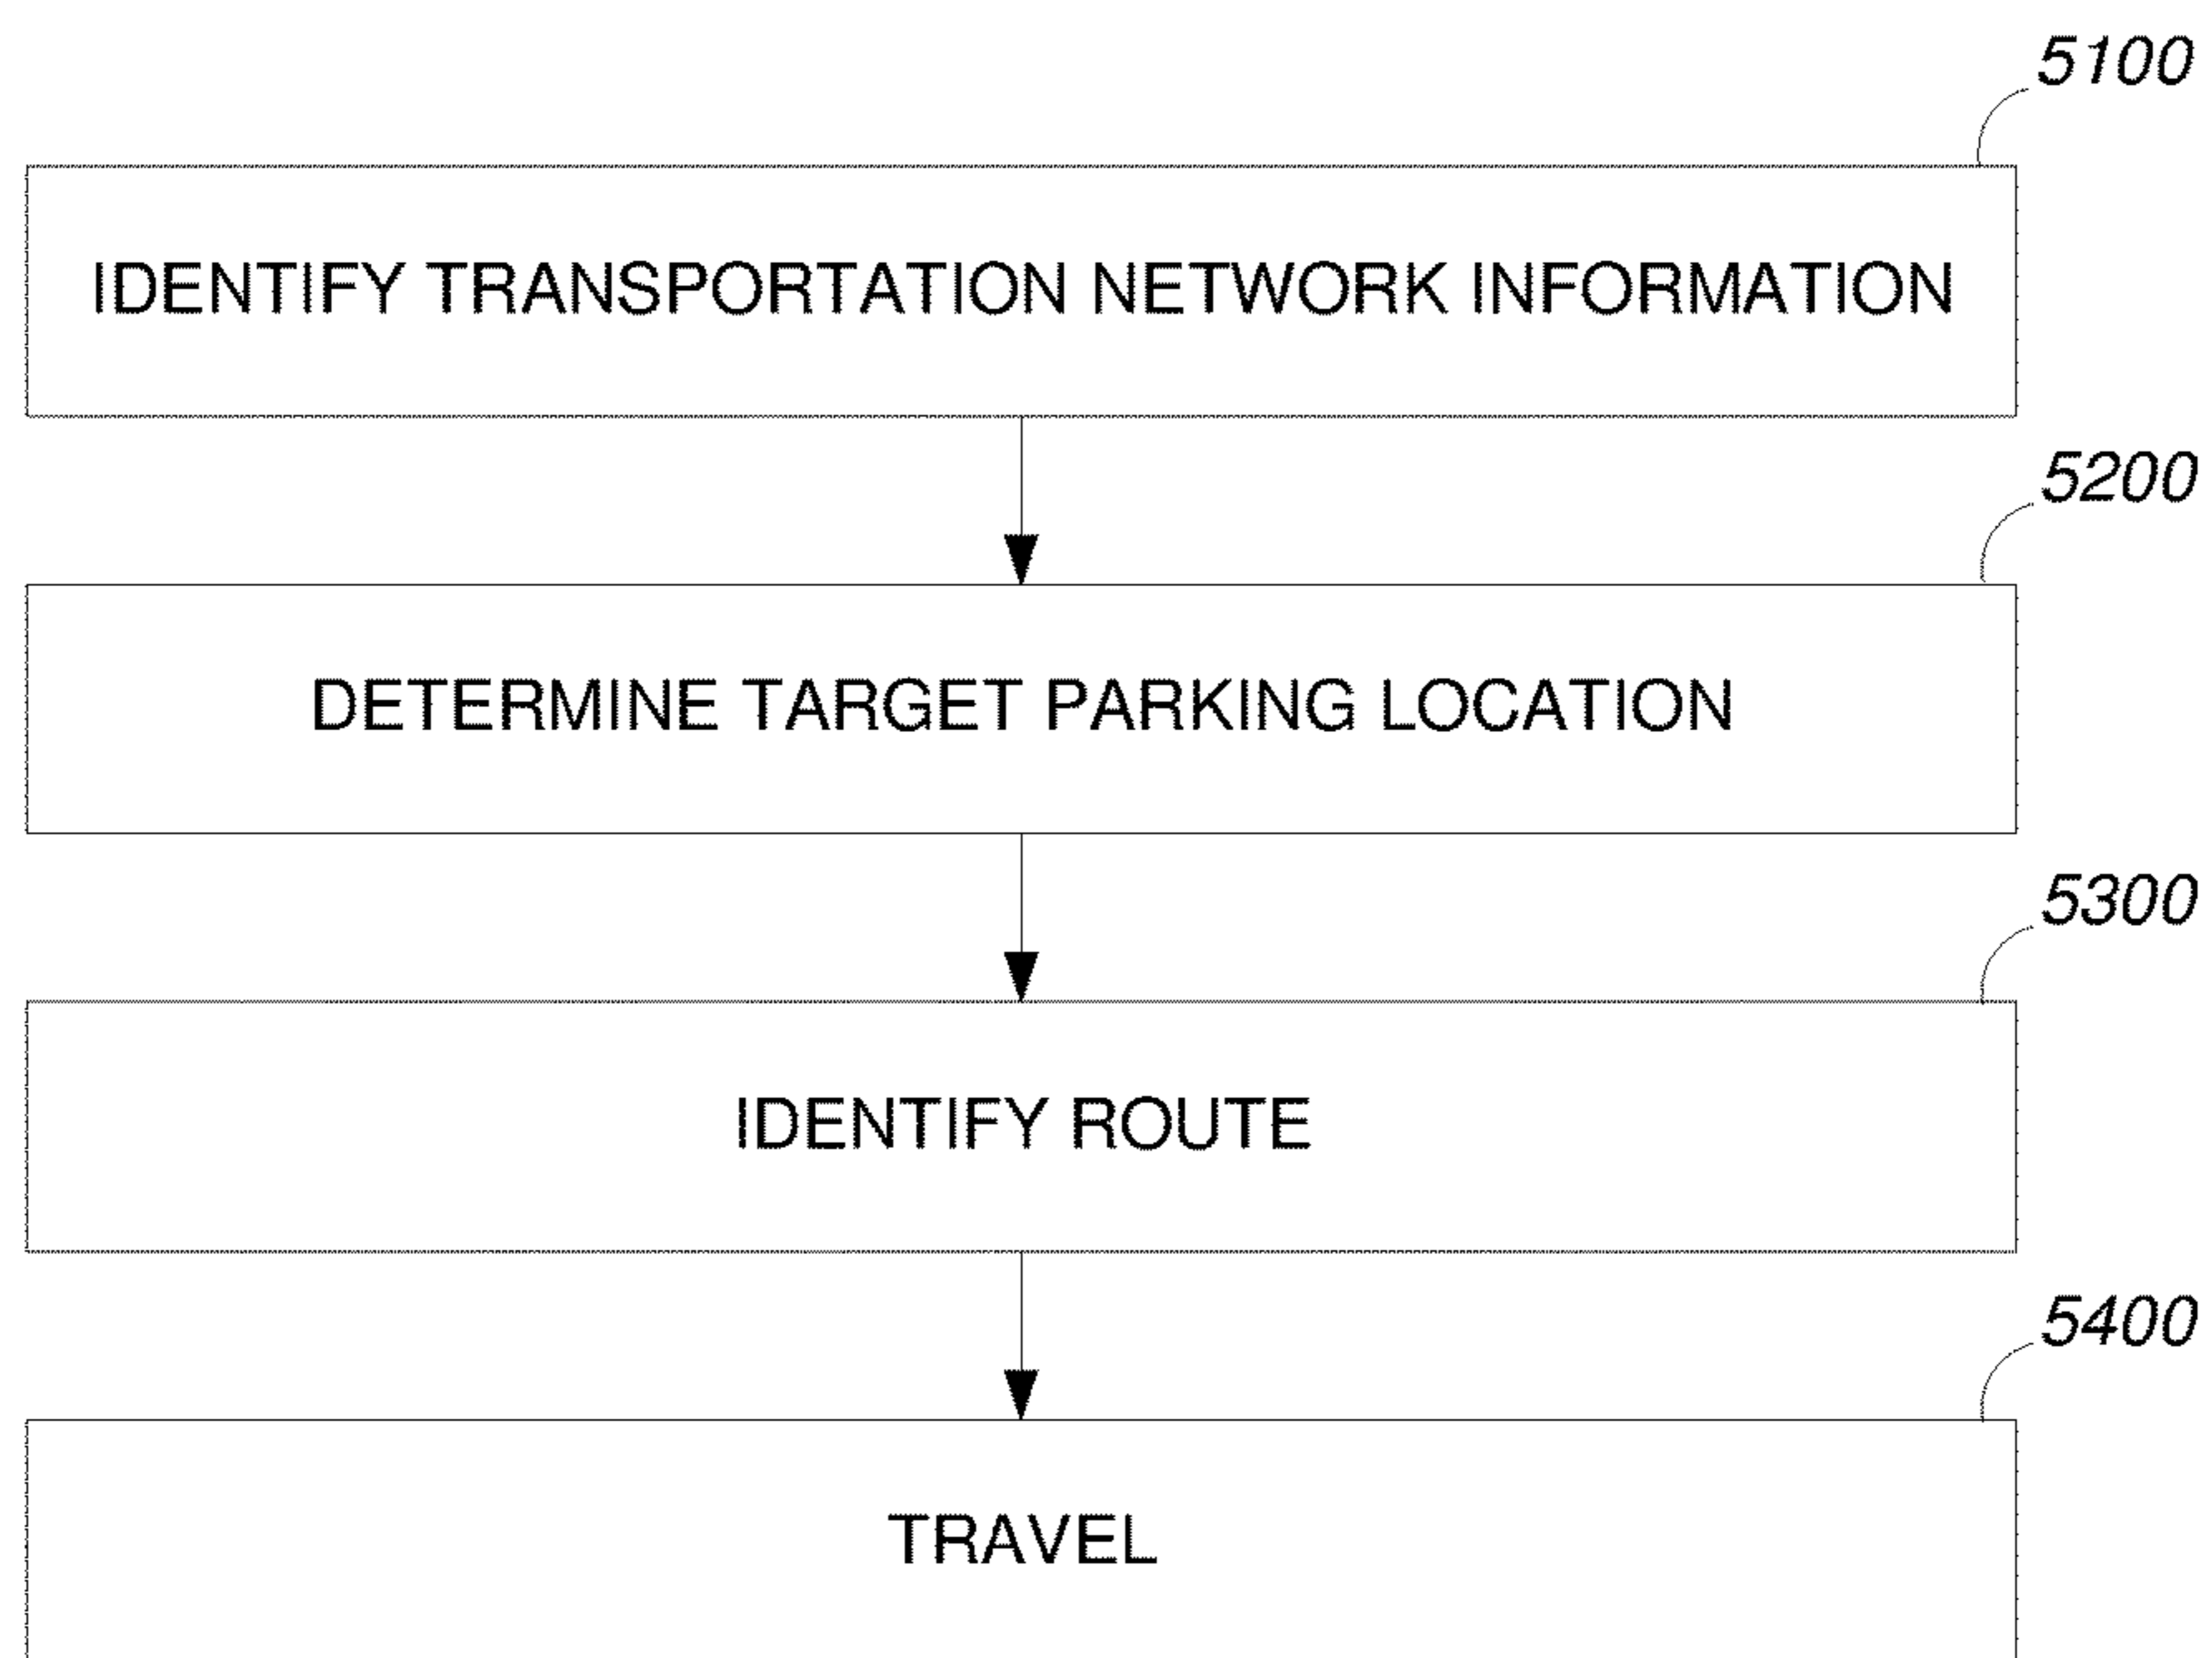 5100
IDENTIFY TRANSPORTATION NETWORK INFORMATION
5200
DETERMINE TARGET PARKING LOCATION
5300
IDENTIFY ROUTE
5400
TRAVEL